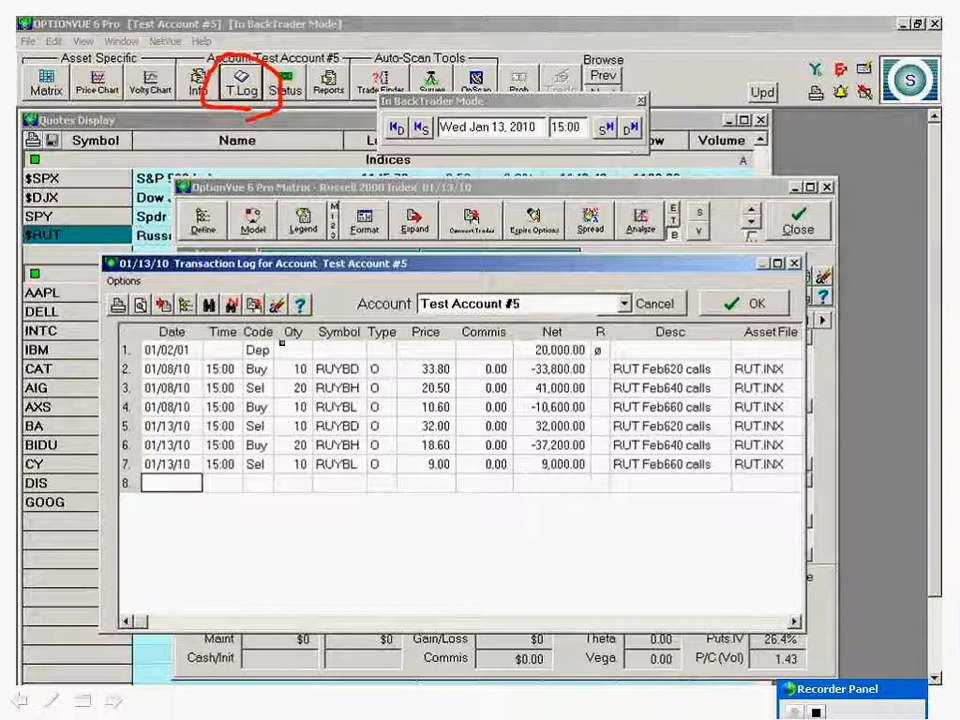 OPTIONVUE 6 Pro [Test Account #5] [In BackTrader Mode]
File Edit View Window NetVue Help
Asset Specific Account: Test Account #5 Auto-Scan Tools Browse
Matrix Price Chart Volty Chart Info T.Log Status Reports TradeFinder OpScan Prob Prev Upd S
In BackTrader Mode
D S Wed Jan 13, 2010 15:00 S D
Quotes Display
Symbol Name Look Volume
Indices A
$SPX S&P
$DJX Dow
SPY Spdr
$RUT Russ
OptionVue 6 Pro Matrix - Russell 2000 Index 01/13/10
Define Model Legend M 1 2 3 Format Expand Convert Trades Expire Options Spread Analyze E T B S V Close
AAPL
DELL
INTC
IBM
CAT
AIG
AXS
BA
BIDU
CY
DIS
GOOG
01/13/10 Transaction Log for Account Test Account #5
Options
Account Test Account #5 Cancel OK
Date Time Code Qty Symbol Type Price Commis Net R Desc Asset File
1. 01/02/01 Dep 20,000.00 ø
2. 01/08/10 15:00 Buy 10 RUYBD O 33.80 0.00 -33,800.00 RUT Feb620 calls RUT.INX
3. 01/08/10 15:00 Sel 20 RUYBH O 20.50 0.00 41,000.00 RUT Feb640 calls RUT.INX
4. 01/08/10 15:00 Buy 10 RUYBL O 10.60 0.00 -10,600.00 RUT Feb660 calls RUT.INX
5. 01/13/10 15:00 Sel 10 RUYBD O 32.00 0.00 32,000.00 RUT Feb620 calls RUT.INX
6. 01/13/10 15:00 Buy 20 RUYBH O 18.60 0.00 -37,200.00 RUT Feb640 calls RUT.INX
7. 01/13/10 15:00 Sel 10 RUYBL O 9.00 0.00 9,000.00 RUT Feb660 calls RUT.INX
8.
Maint $0 $0 Gain/Loss $0 Theta 0.00 Puts.IV 26.4%
Cash/Init Commis $0.00 Vega 0.00 P/C(Vol) 1.43
Recorder Panel